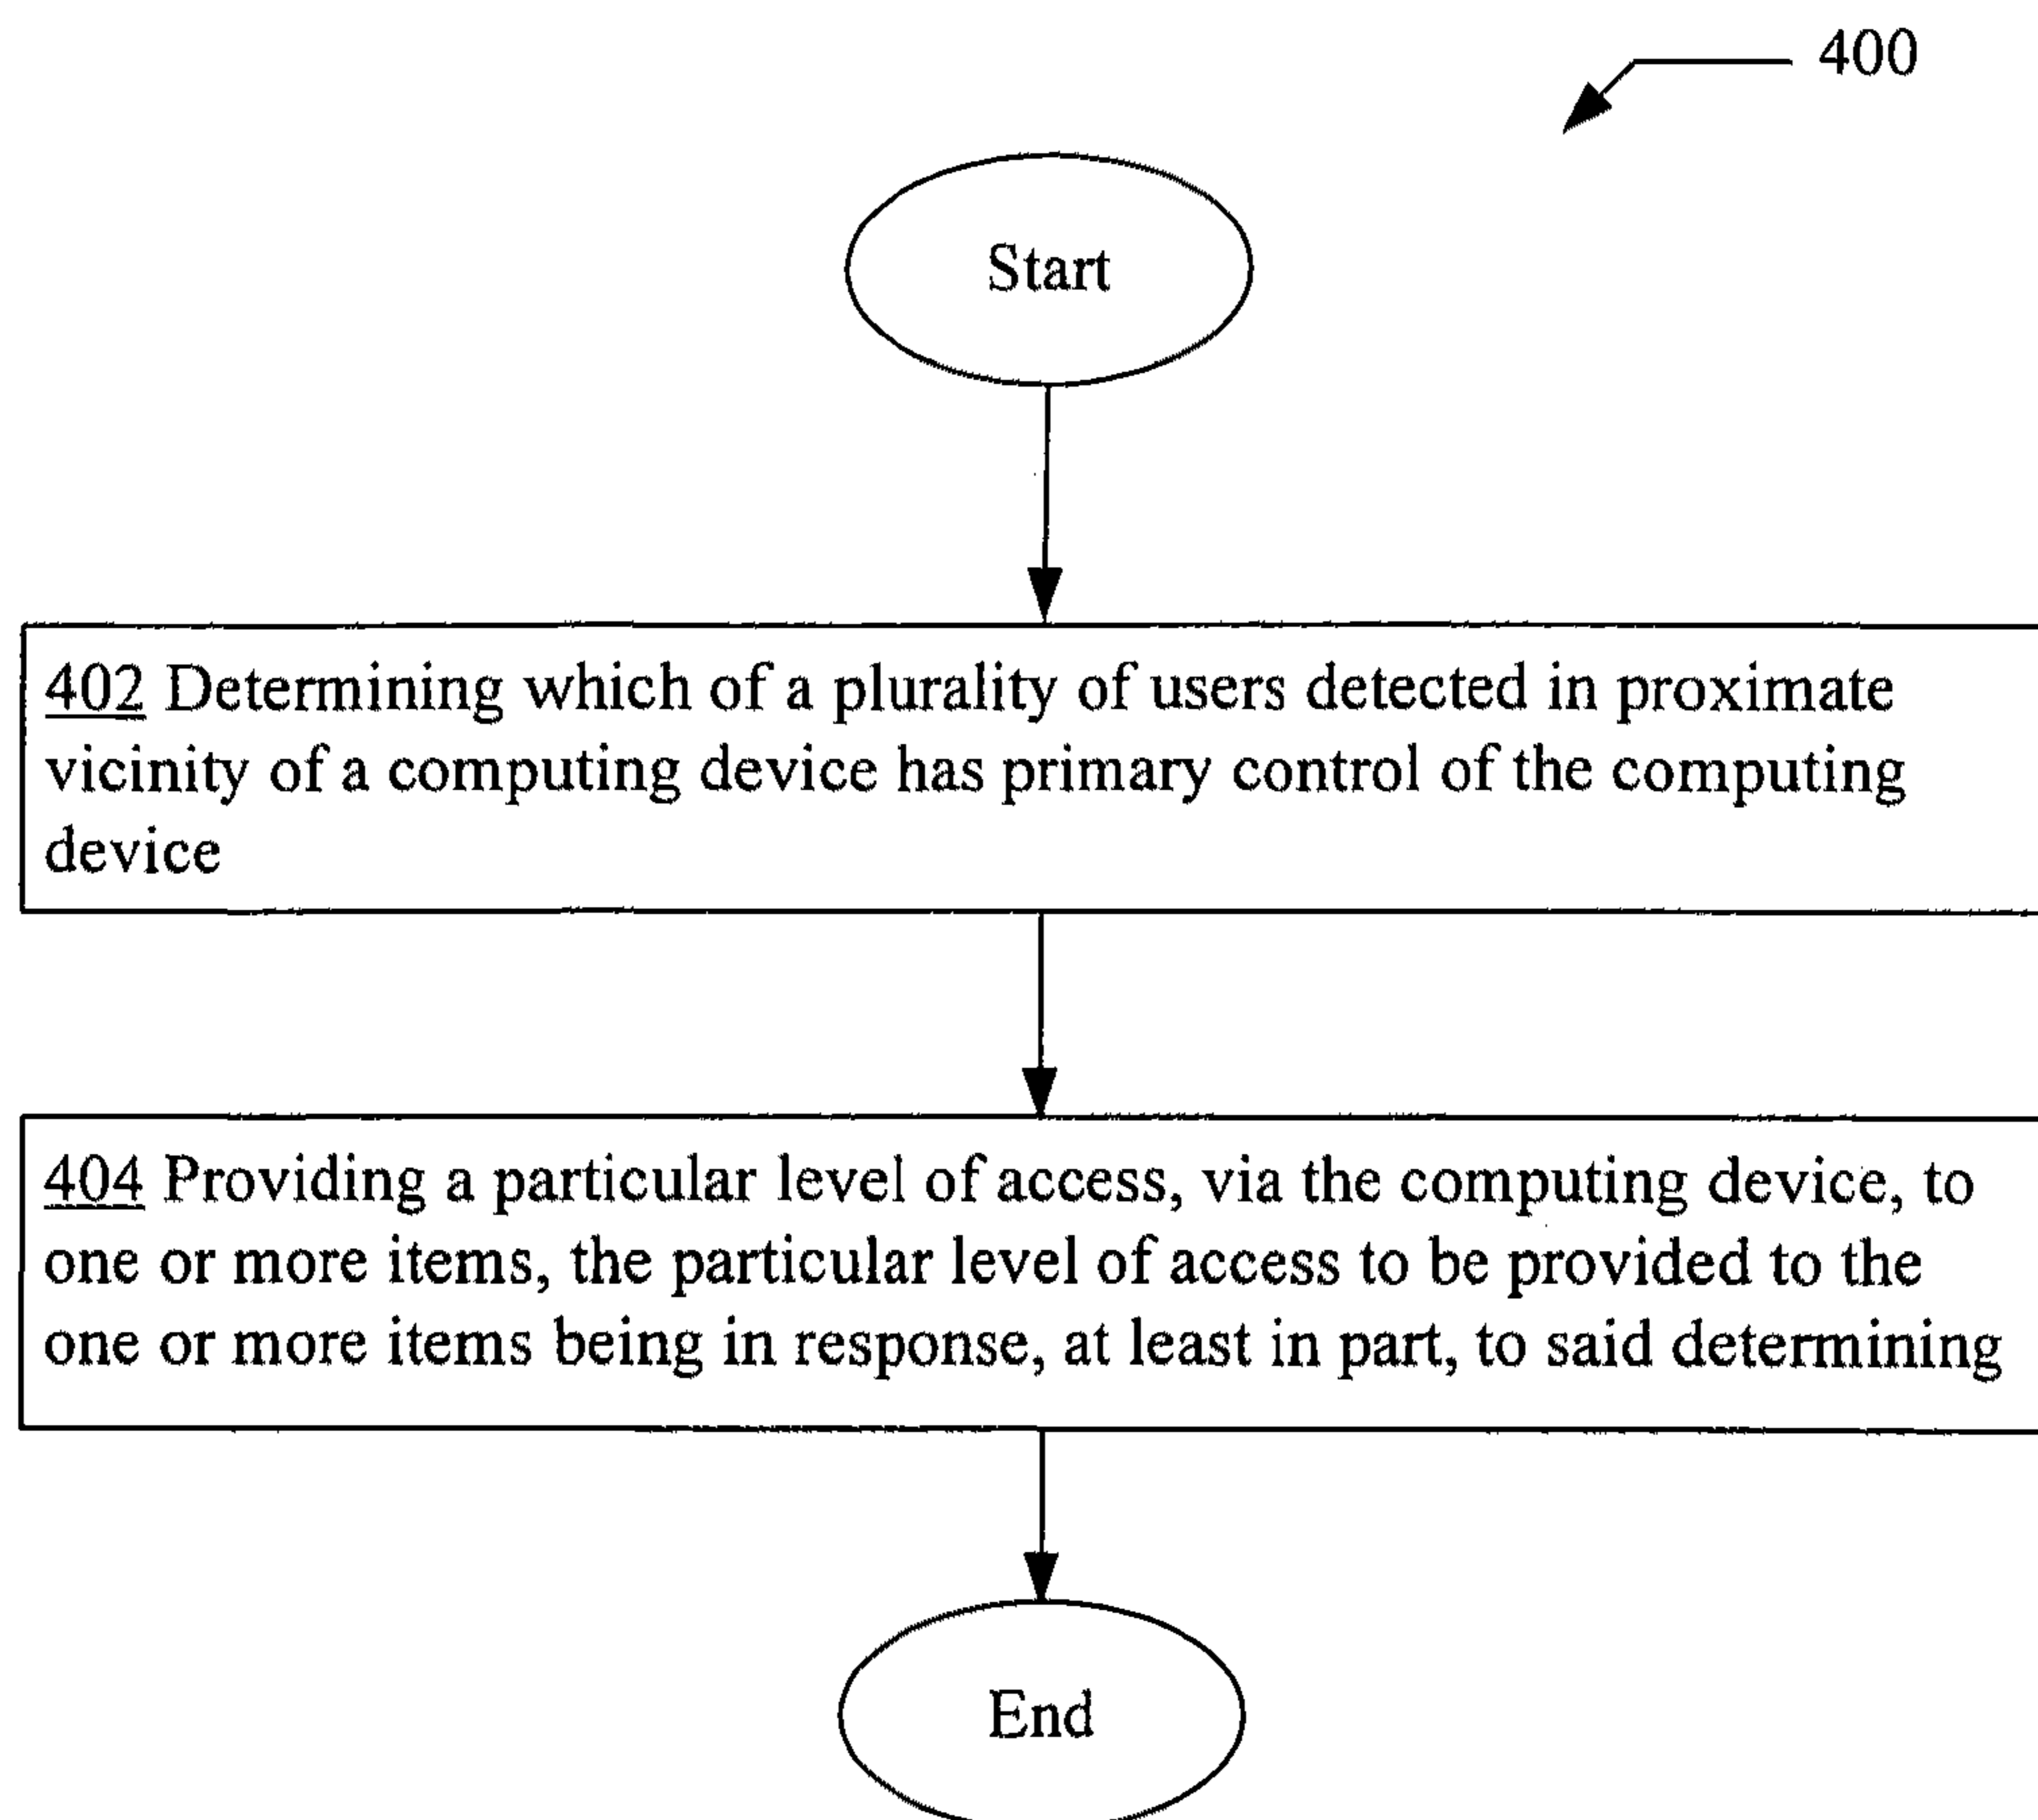 400
Start
402 Determining which of a plurality of users detected in proximate
vicinity of a computing device has primary control of the computing
device
404 Providing a particular level of access, via the computing device, to
one or more items, the particular level of access to be provided to the
one or more items being in response, at least in part, to said determining
End